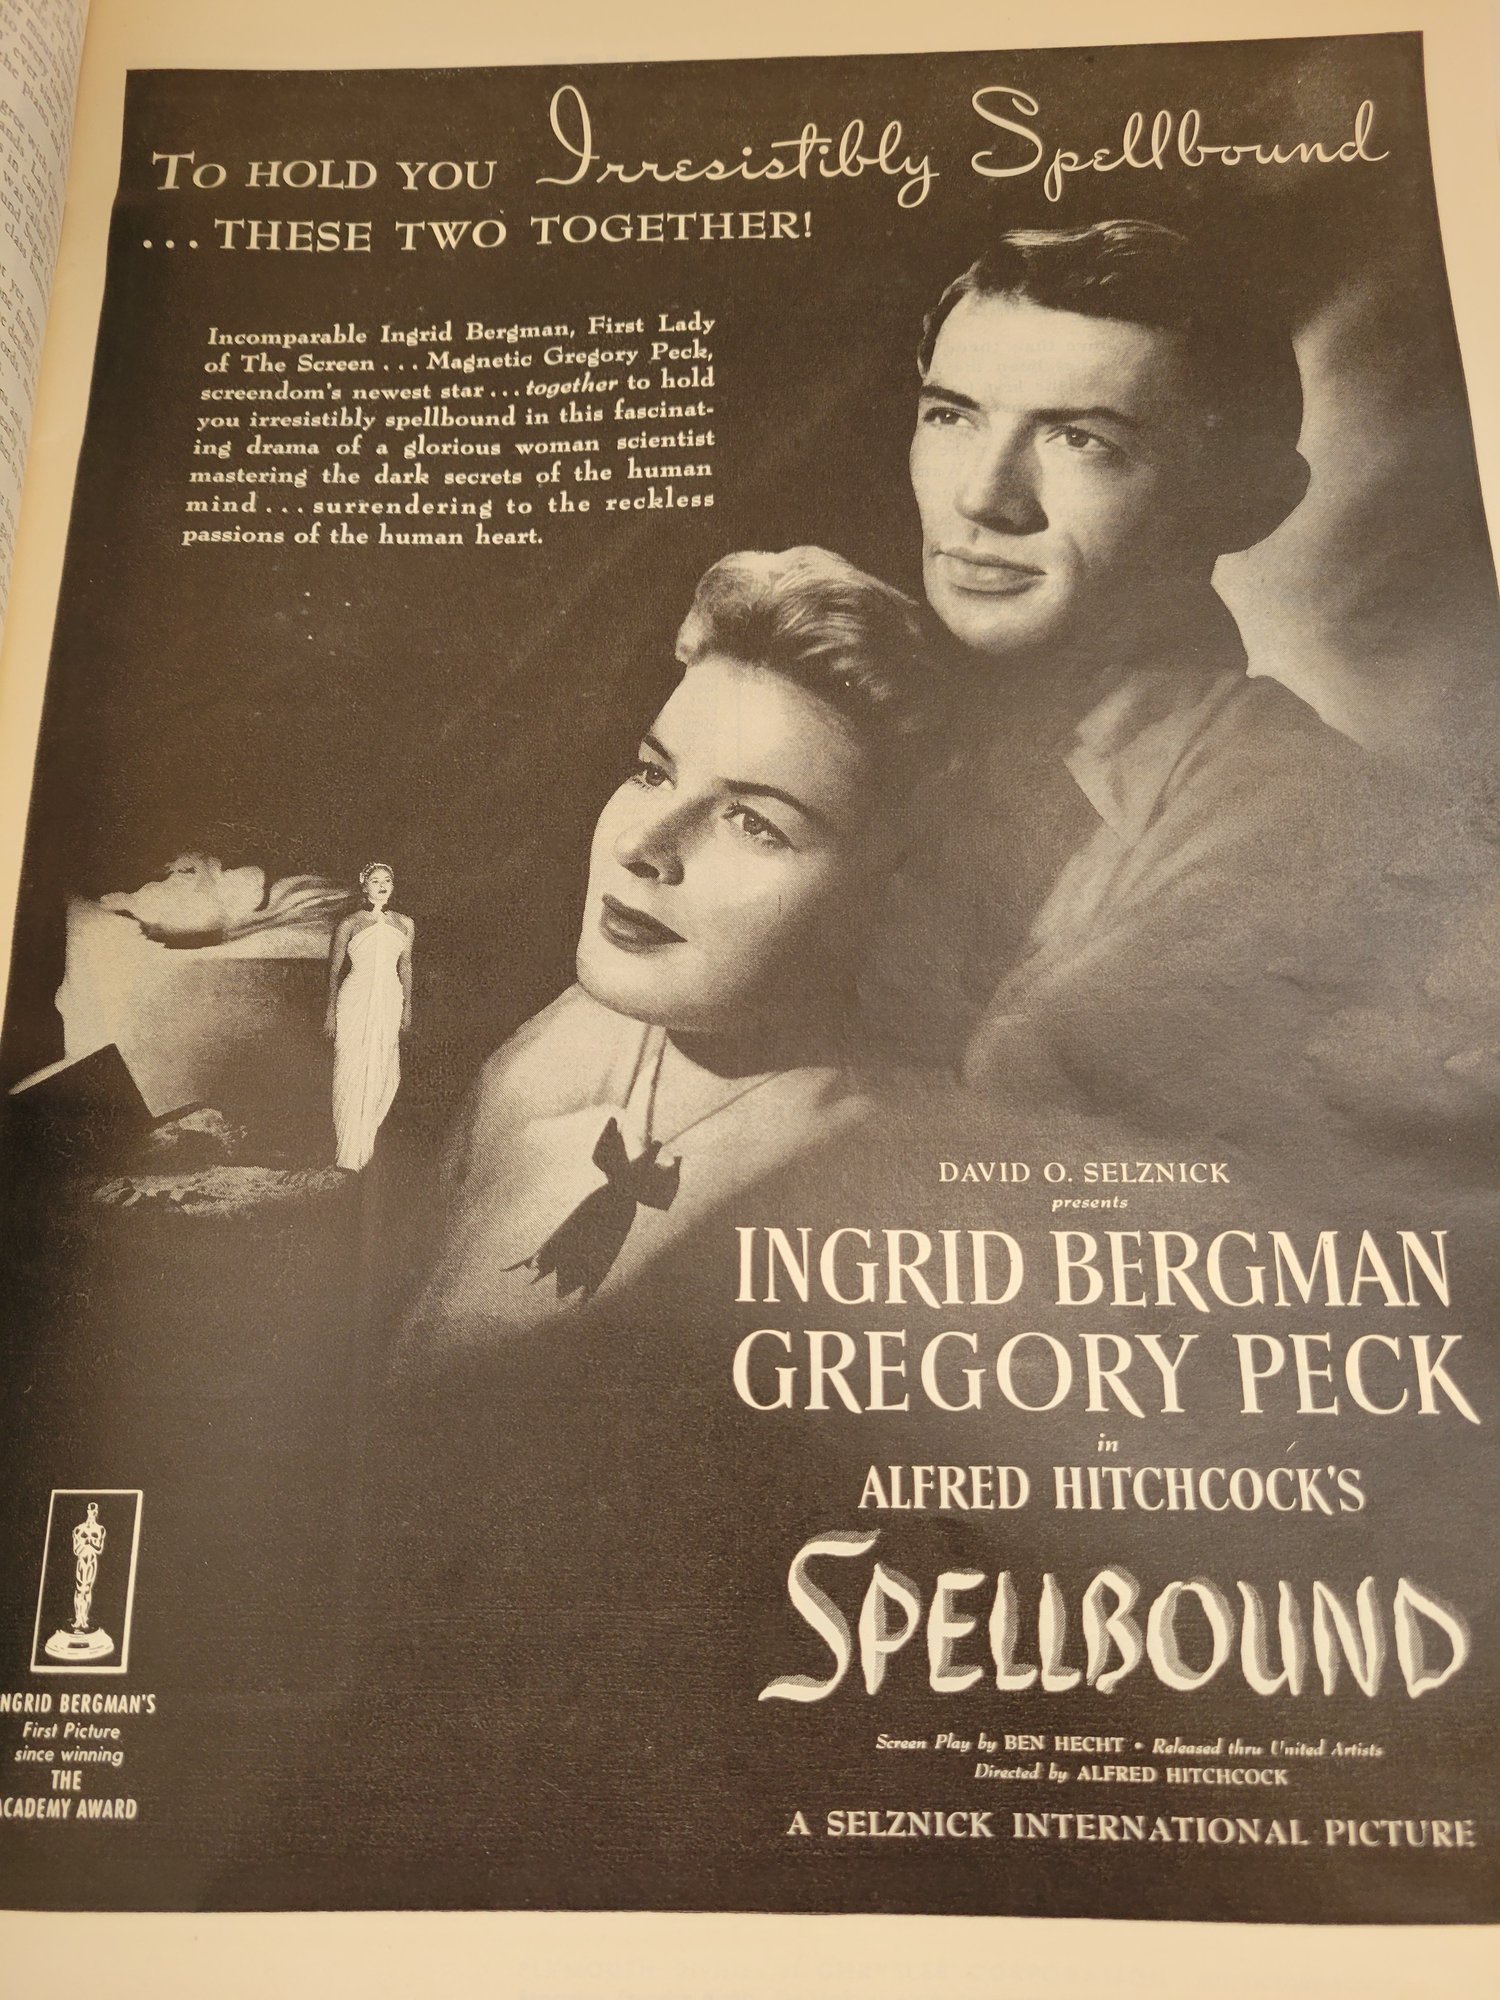 TO HOLD YOU Irresistibly Spellbound
...THESE TWO TOGETHER!
Incomparable Ingrid Bergman, First Lady
of The Screen ... Magnetic Gregory Peck,
screendom's newest star ... together to hold
you irresistibly spellbound in this fascinat-
ing drama of a glorious woman scientist
mastering the dark secrets of the human
mind ... surrendering to the reckless
passions of the human heart.
DAVID O. SELZNICK
presents
INGRID BERGMAN
GREGORY PECK
in
ALFRED HITCHCOCK'S
SPELLBOUND
Screen Play by BEN HECHT • Released thru United Artists
Directed by ALFRED HITCHCOCK
A SELZNICK INTERNATIONAL PICTURE
NGRID BERGMAN'S
First Picture
since winning
THE
ACADEMY AWARD